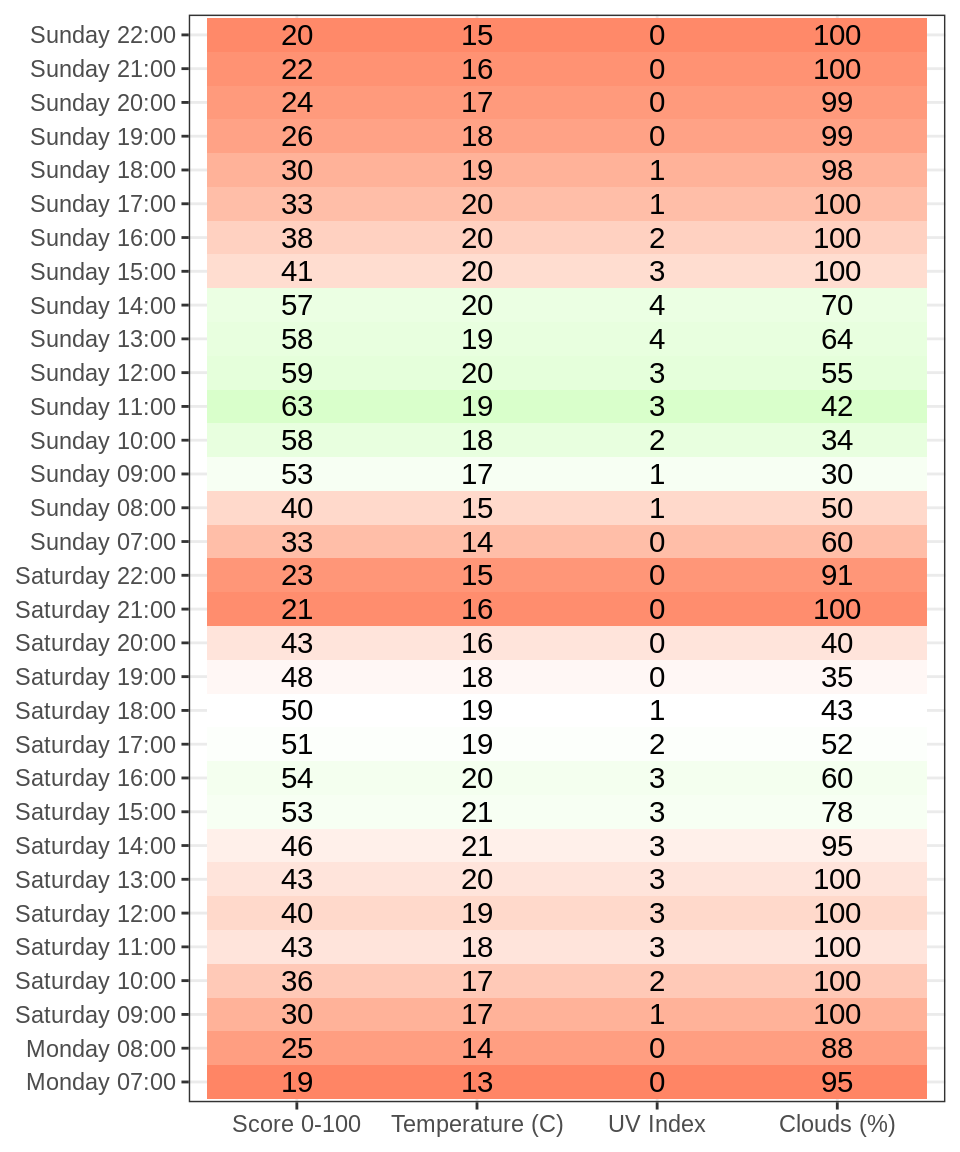 Sunday 22:00 20 15 0 100
Sunday 21:00 22 16 0 100
Sunday 20:00 24 17 0 99
Sunday 19:00 26 18 0 99
Sunday 18:00 30 19 1 98
Sunday 17:00 33 20 1 100
Sunday 16:00 38 20 2 100
Sunday 15:00 41 20 3 100
Sunday 14:00 57 20 4 70
Sunday 13:00 58 19 4 64
Sunday 12:00 59 20 3 55
Sunday 11:00 63 19 3 42
Sunday 10:00 58 18 2 34
Sunday 09:00 53 17 1 30
Sunday 08:00 40 15 1 50
Sunday 07:00 33 14 0 60
Saturday 22:00 23 15 0 91
Saturday 21:00 21 16 0 100
Saturday 20:00 43 16 0 40
Saturday 19:00 48 18 0 35
Saturday 18:00 50 19 1 43
Saturday 17:00 51 19 2 52
Saturday 16:00 54 20 3 60
Saturday 15:00 53 21 3 78
Saturday 14:00 46 21 3 95
Saturday 13:00 43 20 3 100
Saturday 12:00 40 19 3 100
Saturday 11:00 43 18 3 100
Saturday 10:00 36 17 2 100
Saturday 09:00 30 17 1 100
Monday 08:00 25 14 0 88
Monday 07:00 19 13 0 95
Score 0-100 Temperature (C) UV Index Clouds (%)